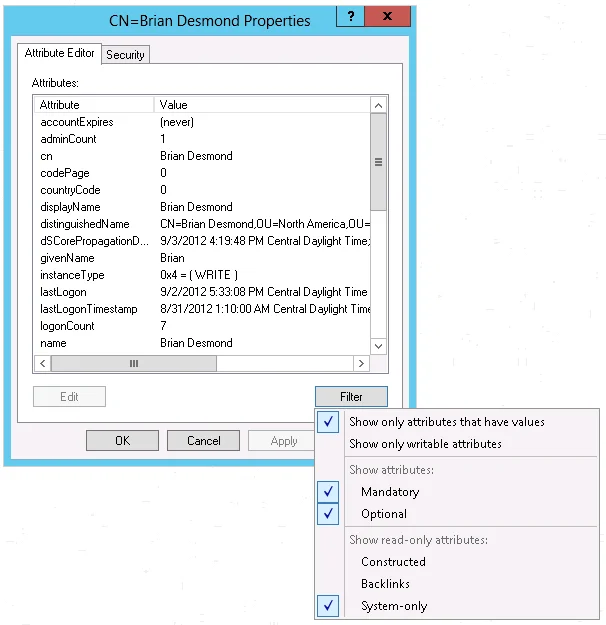 CN=Brian Desmond Properties ? x
Attribute Editor Security
Attributes:
Attribute Value
accountExpires (never)
adminCount 1
cn Brian Desmond
codePage 0
countryCode 0
displayName Brian Desmond
distinguishedName CN=Brian Desmond,OU=North America,OU=
dSCorePropagationD... 9/3/2012 4:19:48 PM Central Daylight Time;
givenName Brian
instanceType 0x4 = ( WRITE )
lastLogon 9/2/2012 5:33:08 PM Central Daylight Time
lastLogonTimestamp 8/31/2012 1:10:00 AM Central Daylight Time
logonCount 7
name Brian Desmond
Edit Filter
OK Cancel Apply
Show only attributes that have values
Show only writable attributes
Show attributes:
Mandatory
Optional
Show read-only attributes:
Constructed
Backlinks
System-only